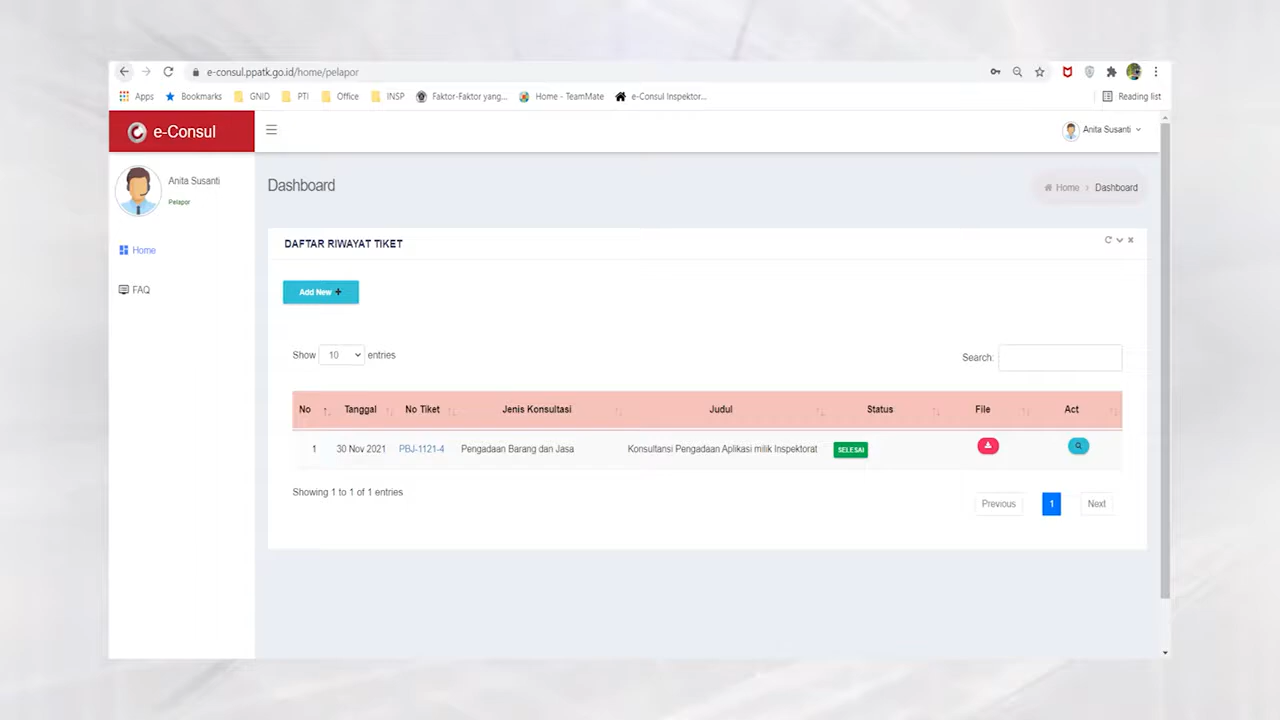 e-consul.ppatk.go.id/home/pelapor
Apps Bookmarks GNID PTI Office INSP Faktor-Faktor yang... Home - TeamMate e-Consul Inspektor... Reading list
e-Consul Anita Susanti
Anita Susanti
Pelapor
Dashboard Home > Dashboard
DAFTAR RIWAYAT TIKET
Home
Add New +
FAQ
Show 10 entries Search:
No Tanggal No Tiket Jenis Konsultasi Judul Status File Act
1 30 Nov 2021 PBJ-1121-4 Pengadaan Barang dan Jasa Konsultansi Pengadaan Aplikasi milik Inspektorat SELESAI
Showing 1 to 1 of 1 entries
Previous 1 Next